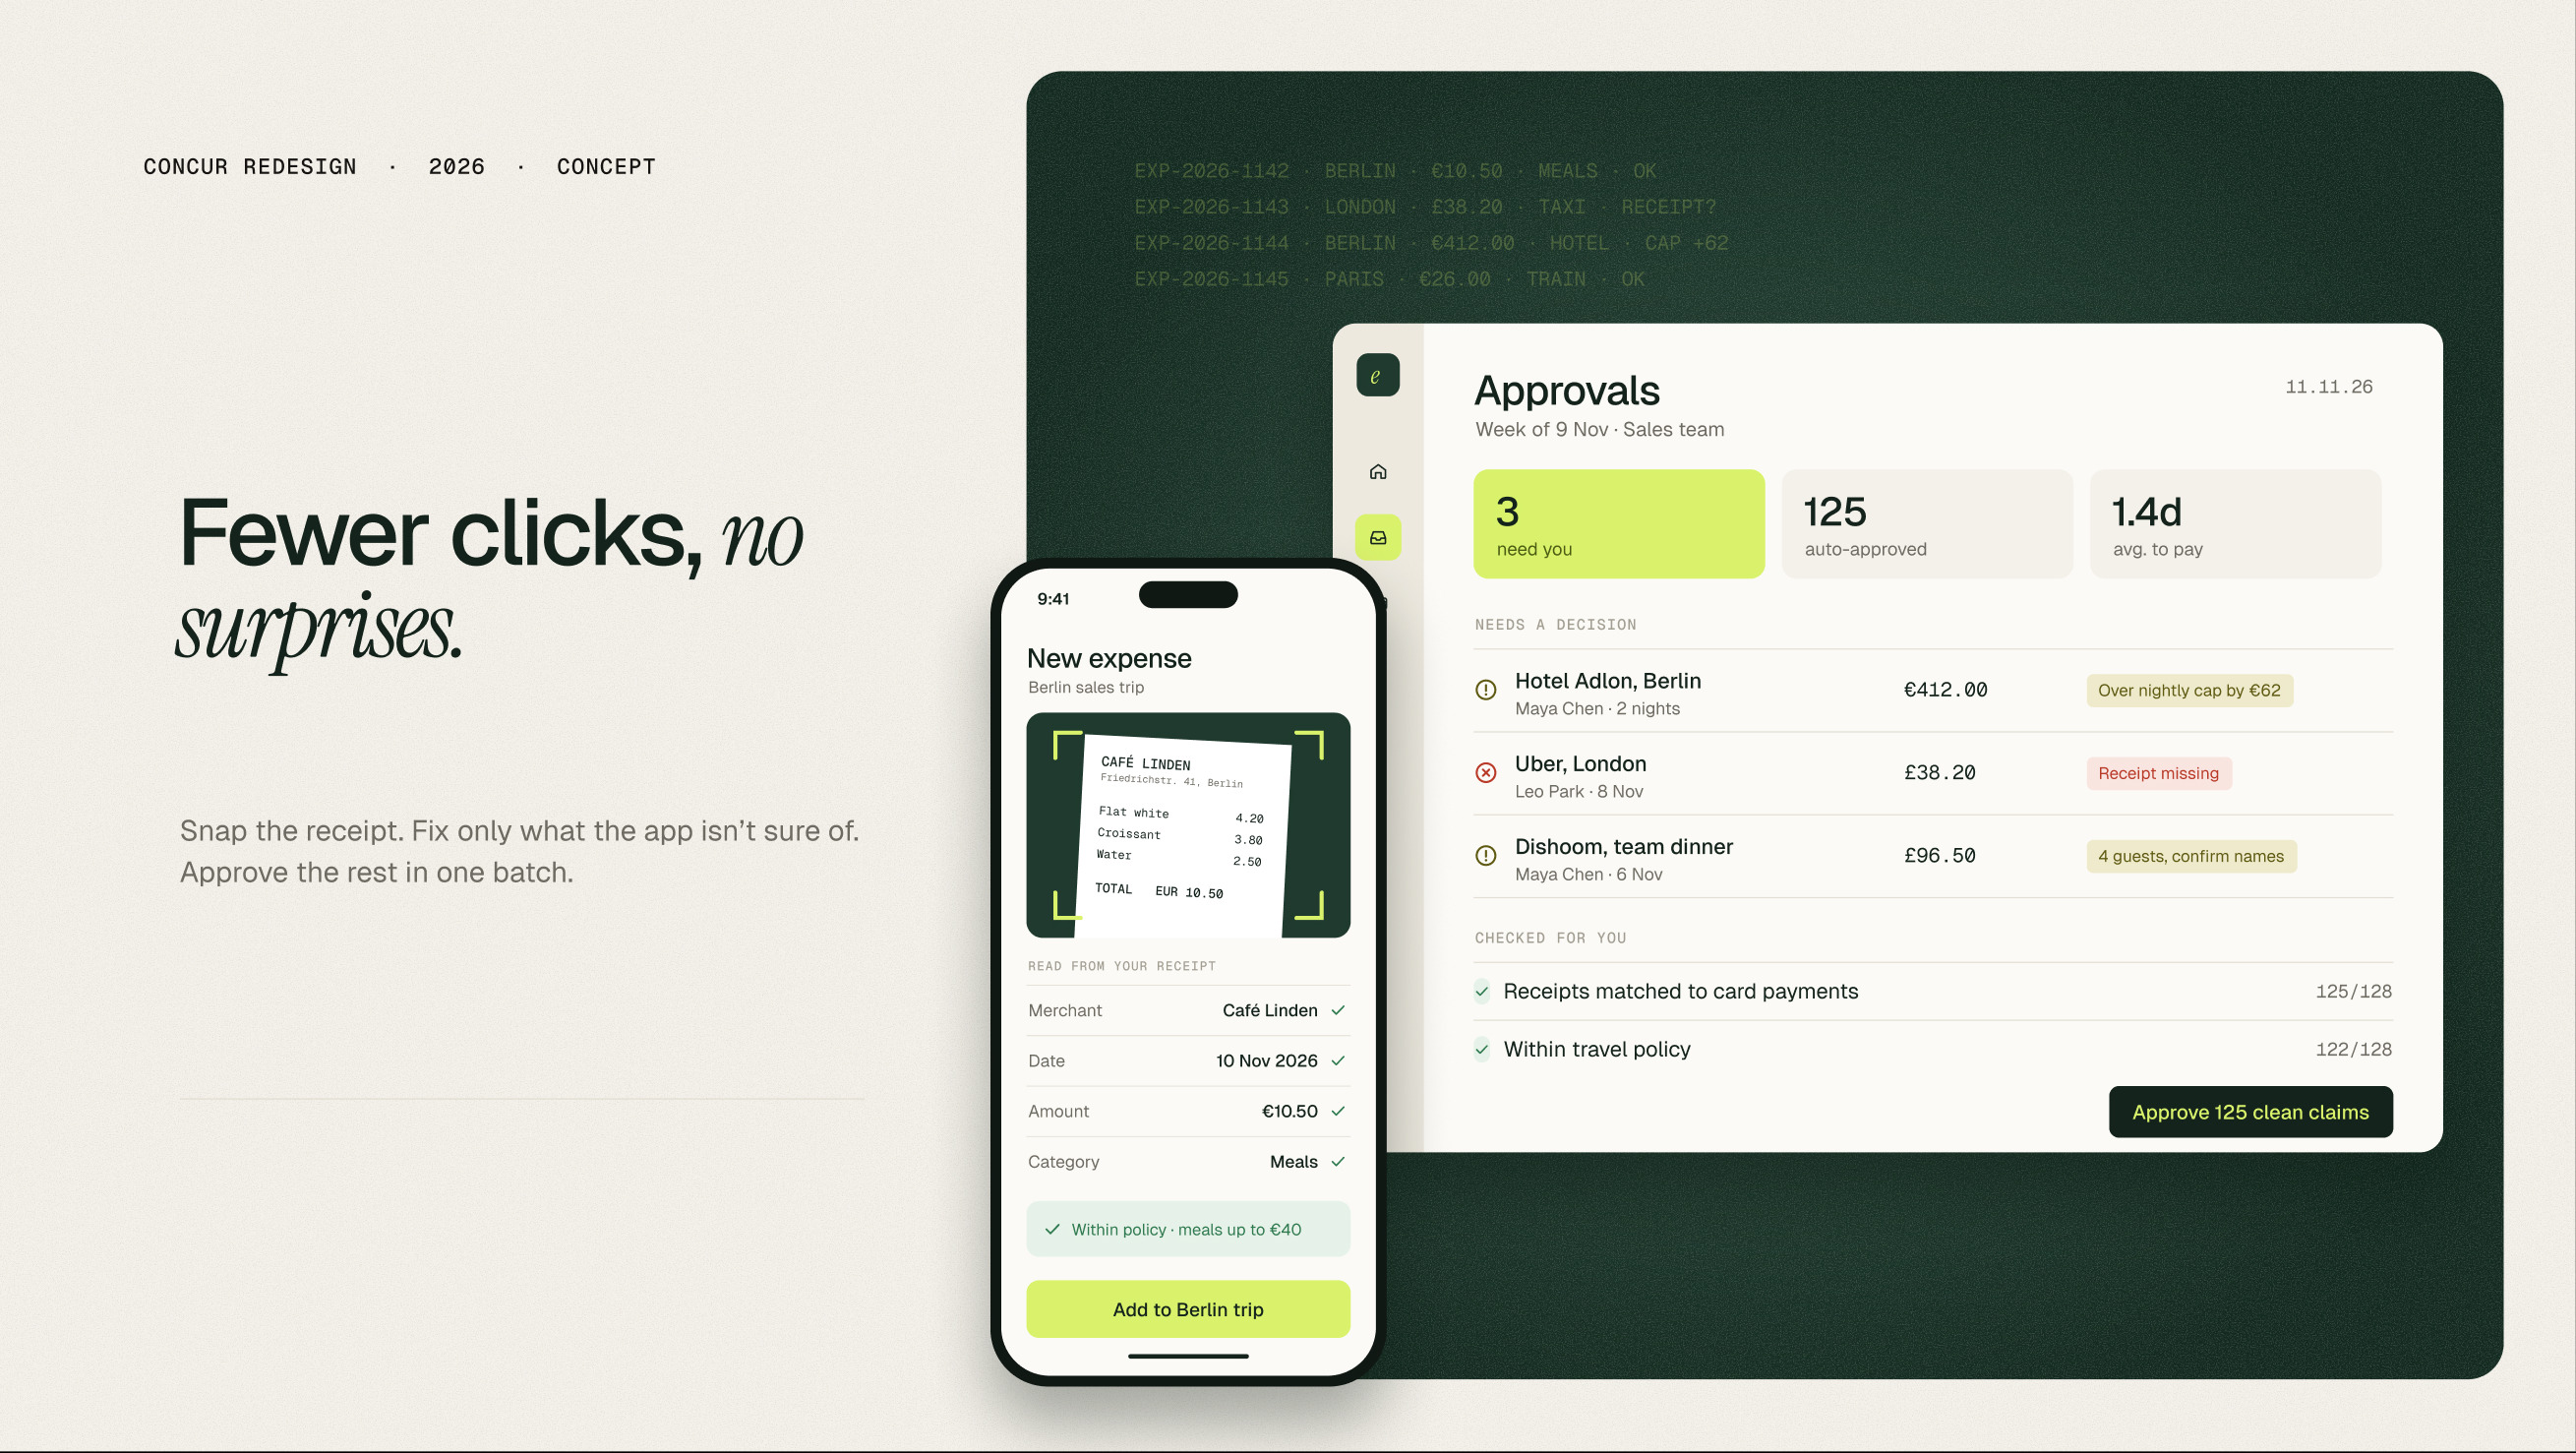 CONCUR REDESIGN · 2026 · CONCEPT
Fewer clicks, no
surprises.
Snap the receipt. Fix only what the app isn’t sure of.
Approve the rest in one batch.
EXP-2026-1142 · BERLIN · €10.50 · MEALS · OK
EXP-2026-1143 · LONDON · £38.20 · TAXI · RECEIPT?
EXP-2026-1144 · BERLIN · €412.00 · HOTEL · CAP +62
EXP-2026-1145 · PARIS · €26.00 · TRAIN · OK
9:41
New expense
Berlin sales trip
CAFÉ LINDEN
Friedrichstr. 41, Berlin
Flat white 4.20
Croissant 3.80
Water 2.50
TOTAL EUR 10.50
READ FROM YOUR RECEIPT
Merchant Café Linden
Date 10 Nov 2026
Amount €10.50
Category Meals
Within policy · meals up to €40
Add to Berlin trip
e
Approvals
11.11.26
Week of 9 Nov · Sales team
3
need you
125
auto-approved
1.4d
avg. to pay
NEEDS A DECISION
Hotel Adlon, Berlin €412.00 Over nightly cap by €62
Maya Chen · 2 nights
Uber, London £38.20 Receipt missing
Leo Park · 8 Nov
Dishoom, team dinner £96.50 4 guests, confirm names
Maya Chen · 6 Nov
CHECKED FOR YOU
Receipts matched to card payments 125/128
Within travel policy 122/128
Approve 125 clean claims